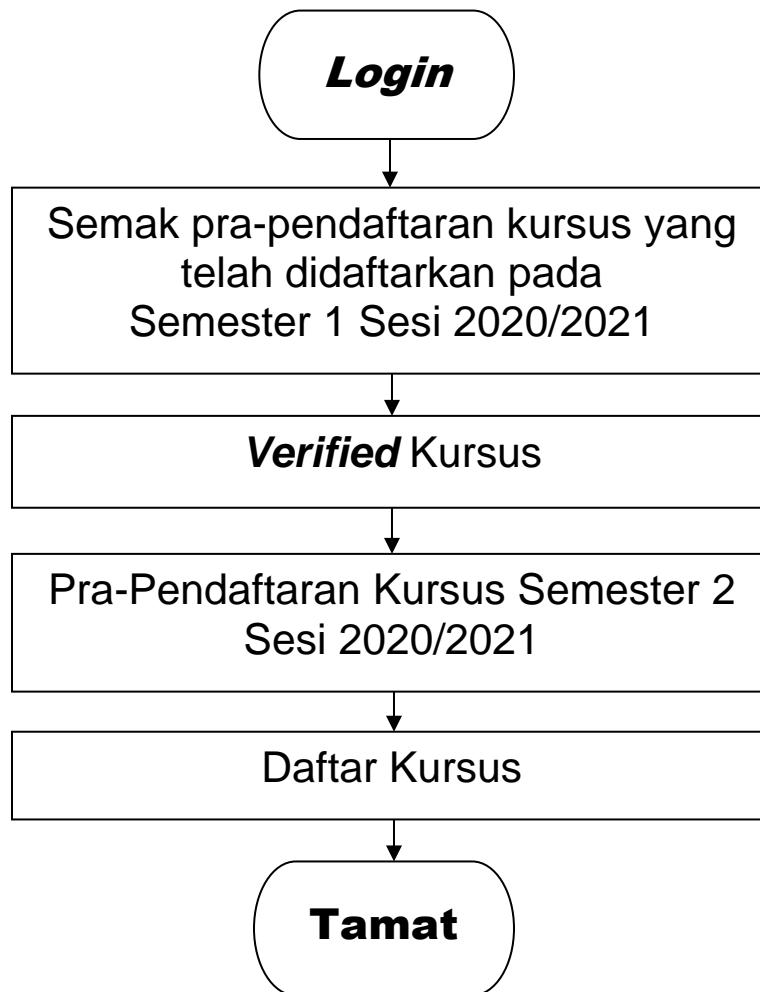 Login
Semak pra-pendaftaran kursus yang
telah didaftarkan pada
Semester 1 Sesi 2020/2021
Verified Kursus
Pra-Pendaftaran Kursus Semester 2
Sesi 2020/2021
Daftar Kursus
Tamat